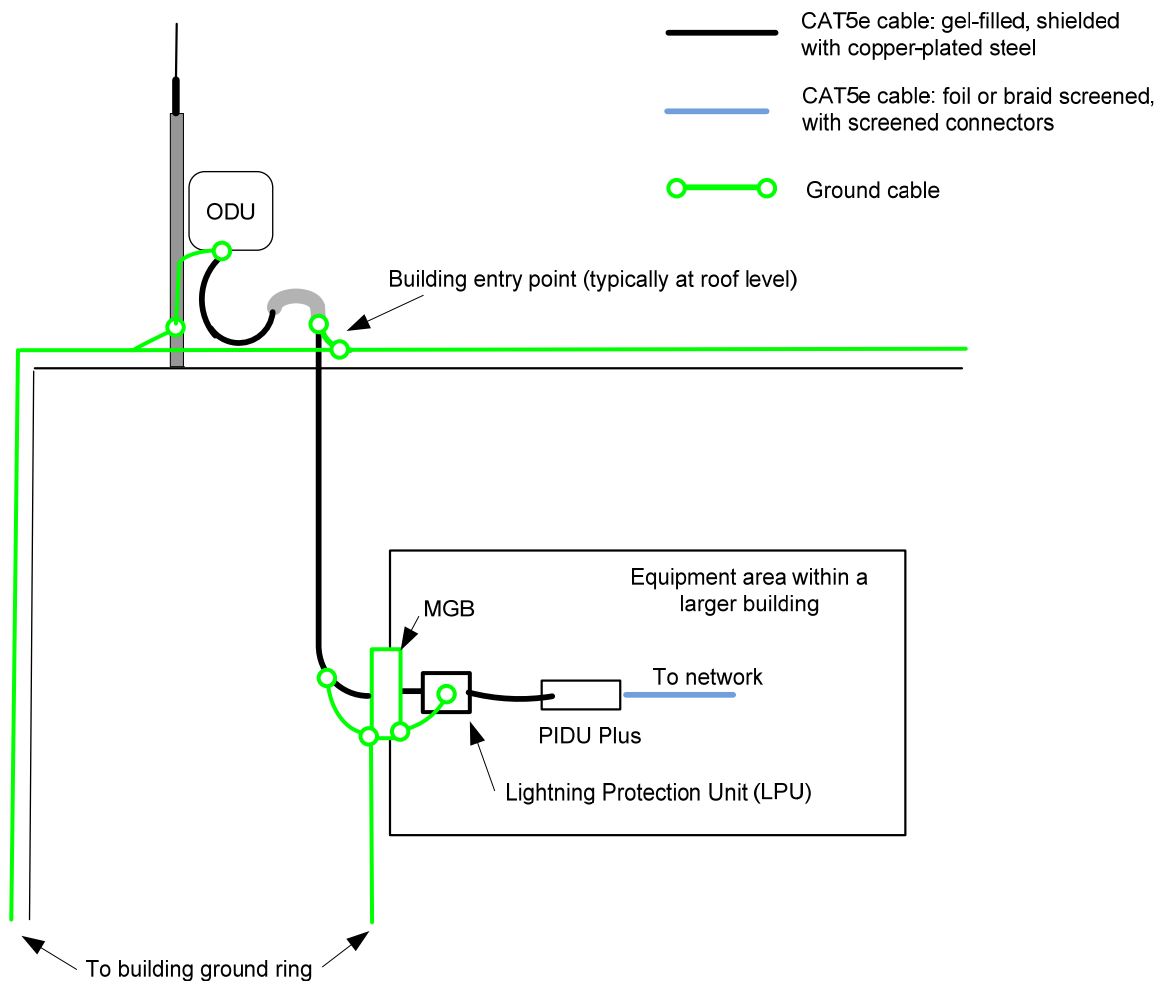 CAT5e cable: gel-filled, shielded
with copper-plated steel
CAT5e cable: foil or braid screened,
with screened connectors
Ground cable
ODU
Building entry point (typically at roof level)
Equipment area within a
larger building
MGB
To network
PIDU Plus
Lightning Protection Unit (LPU)
To building ground ring